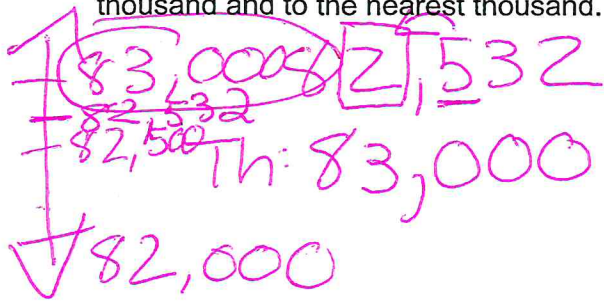 thousand and to the nearest thousand.
83,000 82,532
82,532
82,500
Th: 83,000
82,000